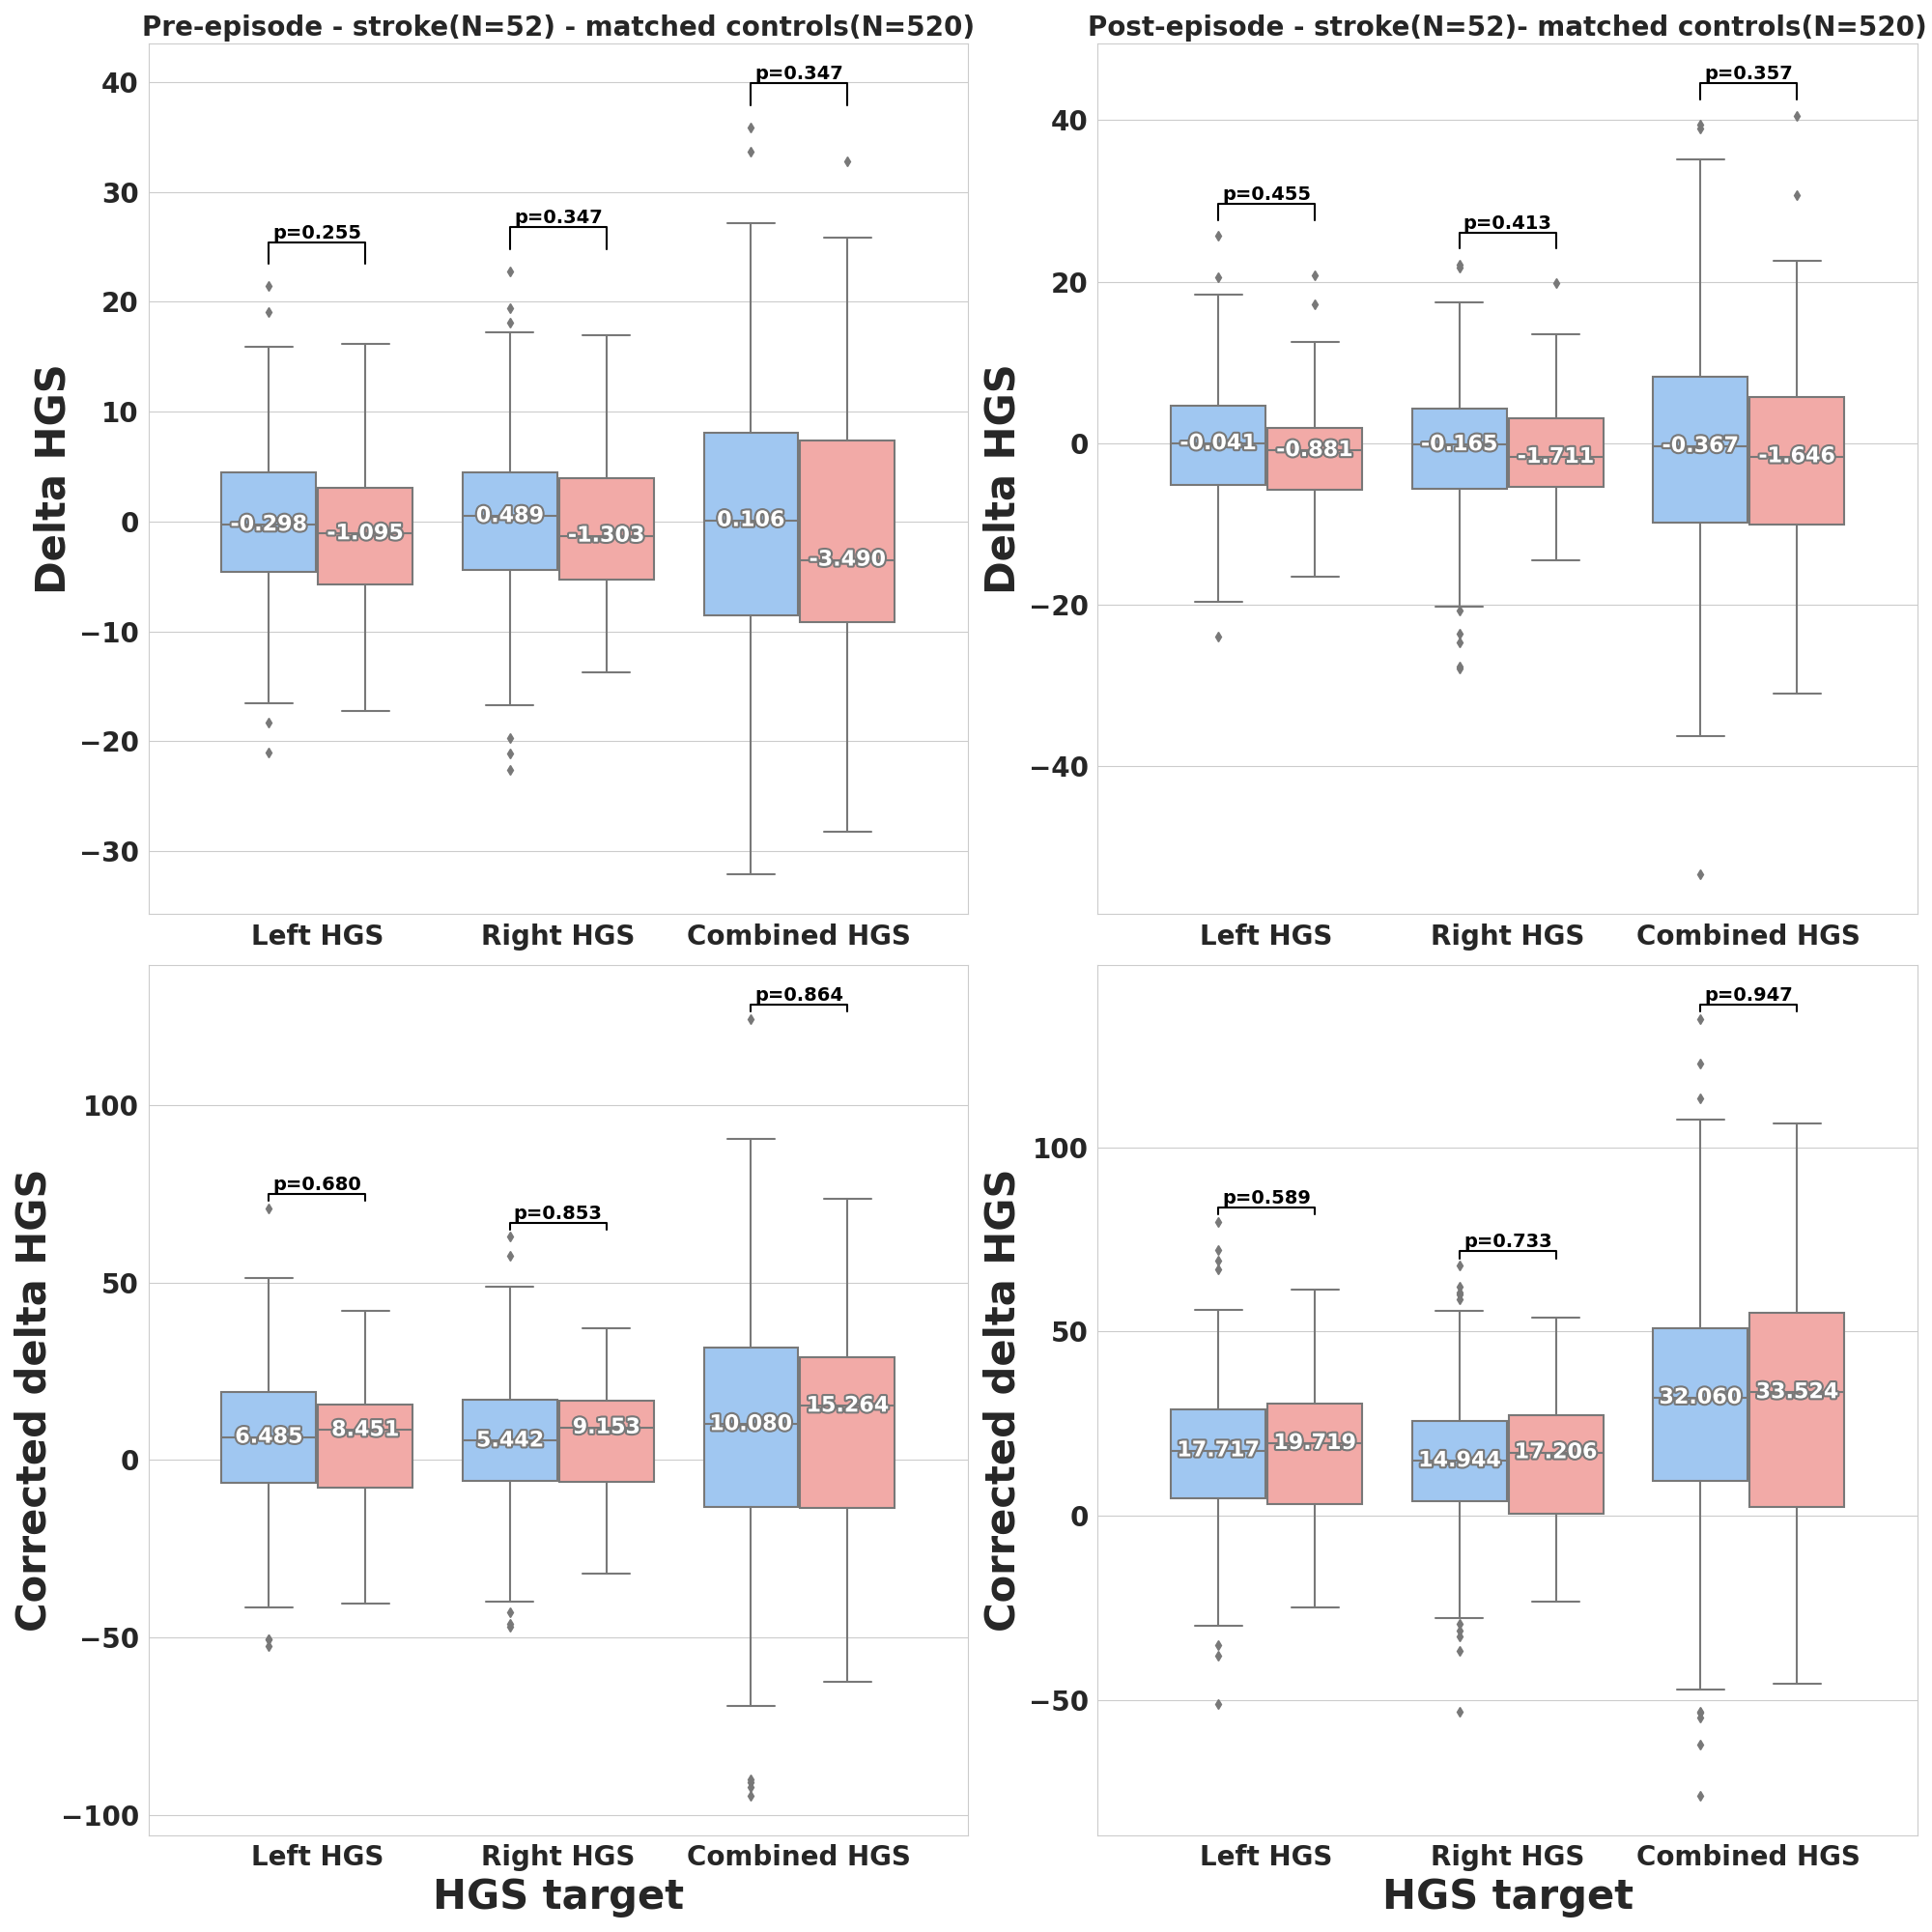 Pre-episode - stroke(N=52) - matched controls(N=520)
40
30
20
10
0
−10
−20
−30
Delta HGS
p=0.255
p=0.347
p=0.347
-0.298
-1.095
0.489
-1.303
0.106
-3.490
Left HGS
Right HGS
Combined HGS
Post-episode - stroke(N=52)- matched controls(N=520)
40
20
0
−20
−40
Delta HGS
p=0.455
p=0.413
p=0.357
-0.041
-0.881
-0.165
-1.711
-0.367
-1.646
Left HGS
Right HGS
Combined HGS
100
50
0
−50
−100
Corrected delta HGS
p=0.680
p=0.853
p=0.864
6.485
8.451
5.442
9.153
10.080
15.264
Left HGS
Right HGS
Combined HGS
HGS target
100
50
0
−50
Corrected delta HGS
p=0.589
p=0.733
p=0.947
17.717
19.719
14.944
17.206
32.060
33.524
Left HGS
Right HGS
Combined HGS
HGS target